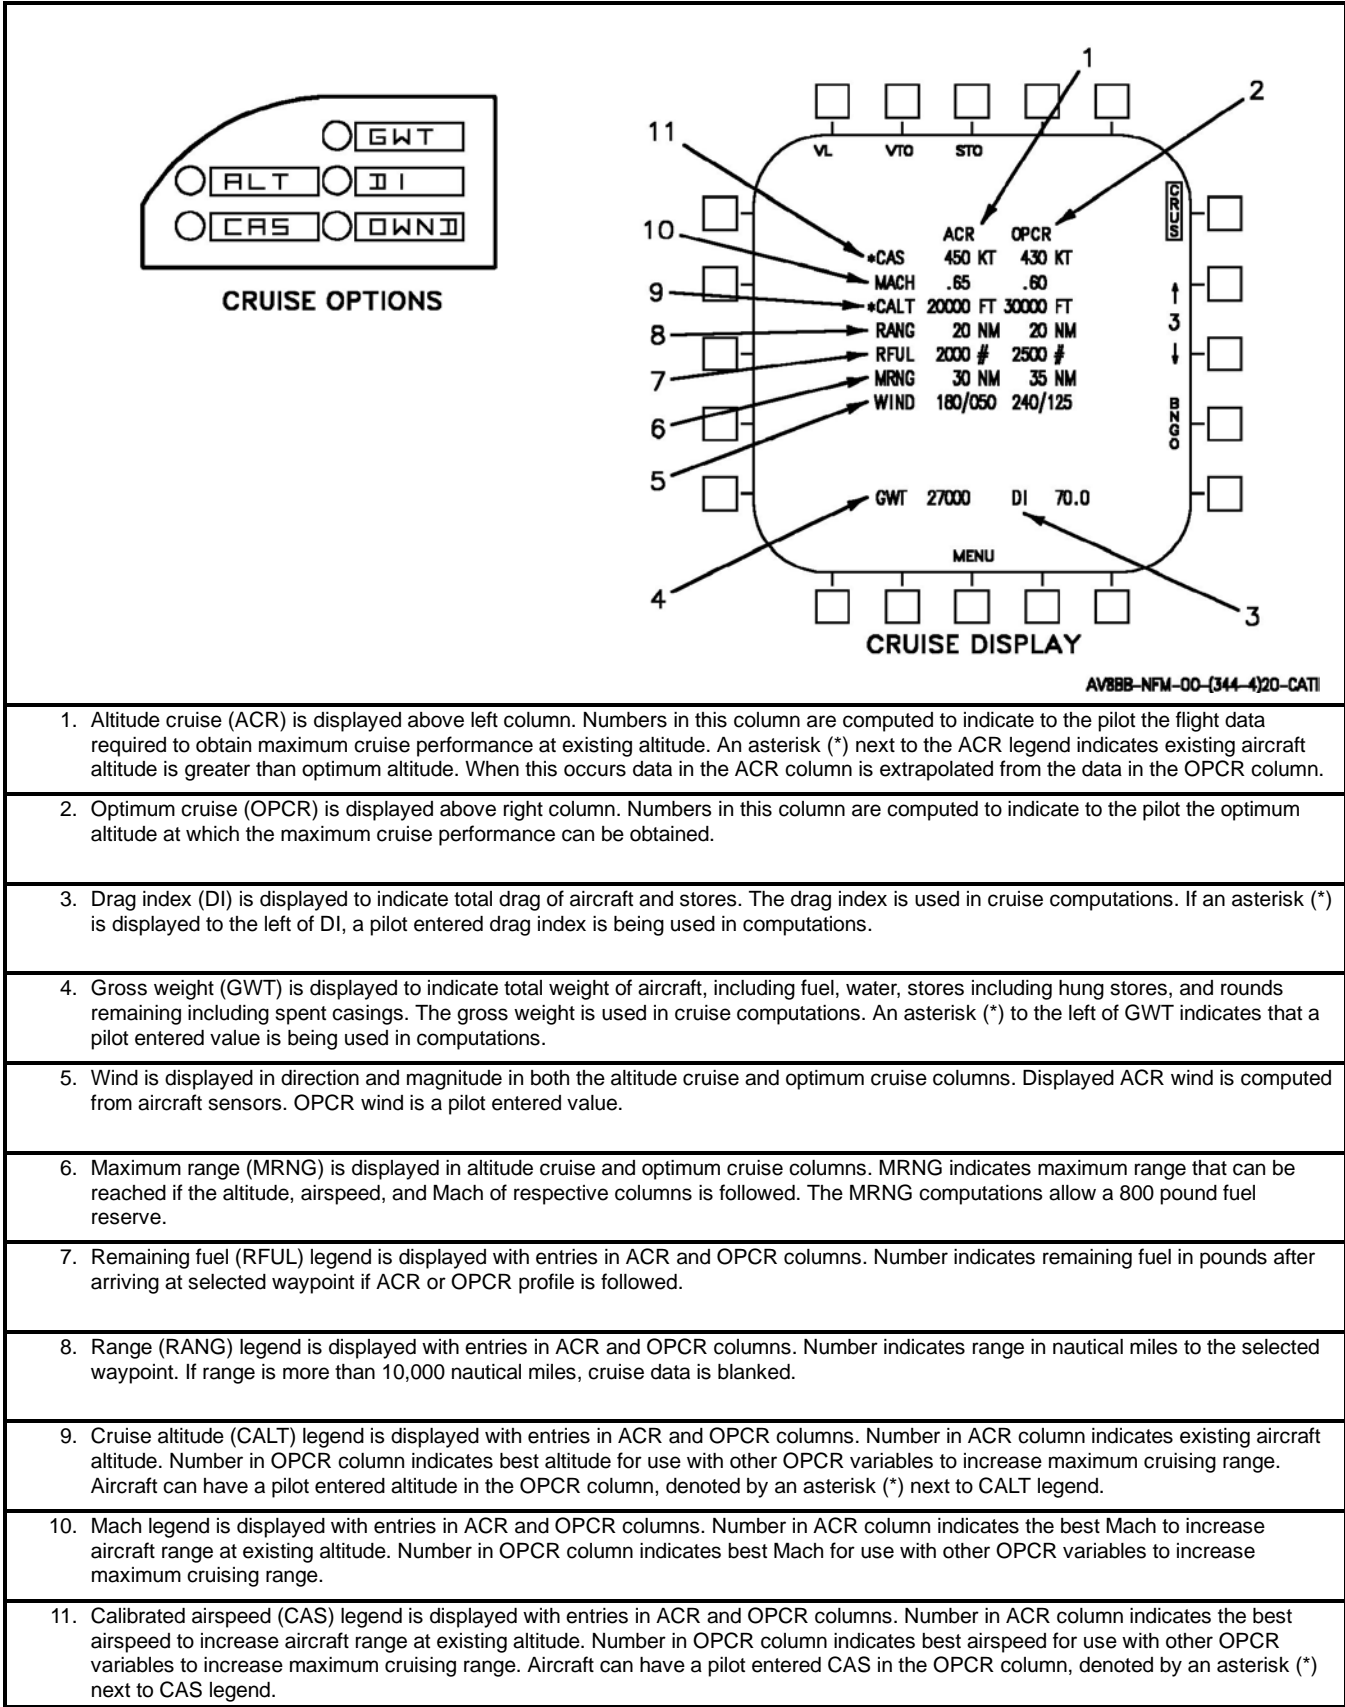 GWT
ALT DI
CAS OWND
CRUISE OPTIONS
1
2
11
VL VTO STO
CRUS
10
ACR OPCR
*CAS 450 KT 430 KT
MACH .65 .60
9
*CALT 20000 FT 30000 FT
3
8
RANG 20 NM 20 NM
RFUL 2000 # 2500 #
7
MRNG 30 NM 35 NM
WIND 180/050 240/125
BNGO
6
5
GWT 27000 DI 70.0
MENU
4
3
CRUISE DISPLAY
AV8BB-NFM-00-(344-4)20-CATI
1. Altitude cruise (ACR) is displayed above left column. Numbers in this column are computed to indicate to the pilot the flight data
required to obtain maximum cruise performance at existing altitude. An asterisk (*) next to the ACR legend indicates existing aircraft
altitude is greater than optimum altitude. When this occurs data in the ACR column is extrapolated from the data in the OPCR column.
2. Optimum cruise (OPCR) is displayed above right column. Numbers in this column are computed to indicate to the pilot the optimum
altitude at which the maximum cruise performance can be obtained.
3. Drag index (DI) is displayed to indicate total drag of aircraft and stores. The drag index is used in cruise computations. If an asterisk (*)
is displayed to the left of DI, a pilot entered drag index is being used in computations.
4. Gross weight (GWT) is displayed to indicate total weight of aircraft, including fuel, water, stores including hung stores, and rounds
remaining including spent casings. The gross weight is used in cruise computations. An asterisk (*) to the left of GWT indicates that a
pilot entered value is being used in computations.
5. Wind is displayed in direction and magnitude in both the altitude cruise and optimum cruise columns. Displayed ACR wind is computed
from aircraft sensors. OPCR wind is a pilot entered value.
6. Maximum range (MRNG) is displayed in altitude cruise and optimum cruise columns. MRNG indicates maximum range that can be
reached if the altitude, airspeed, and Mach of respective columns is followed. The MRNG computations allow a 800 pound fuel
reserve.
7. Remaining fuel (RFUL) legend is displayed with entries in ACR and OPCR columns. Number indicates remaining fuel in pounds after
arriving at selected waypoint if ACR or OPCR profile is followed.
8. Range (RANG) legend is displayed with entries in ACR and OPCR columns. Number indicates range in nautical miles to the selected
waypoint. If range is more than 10,000 nautical miles, cruise data is blanked.
9. Cruise altitude (CALT) legend is displayed with entries in ACR and OPCR columns. Number in ACR column indicates existing aircraft
altitude. Number in OPCR column indicates best altitude for use with other OPCR variables to increase maximum cruising range.
Aircraft can have a pilot entered altitude in the OPCR column, denoted by an asterisk (*) next to CALT legend.
10. Mach legend is displayed with entries in ACR and OPCR columns. Number in ACR column indicates the best Mach to increase
aircraft range at existing altitude. Number in OPCR column indicates best Mach for use with other OPCR variables to increase
maximum cruising range.
11. Calibrated airspeed (CAS) legend is displayed with entries in ACR and OPCR columns. Number in ACR column indicates the best
airspeed to increase aircraft range at existing altitude. Number in OPCR column indicates best airspeed for use with other OPCR
variables to increase maximum cruising range. Aircraft can have a pilot entered CAS in the OPCR column, denoted by an asterisk (*)
next to CAS legend.